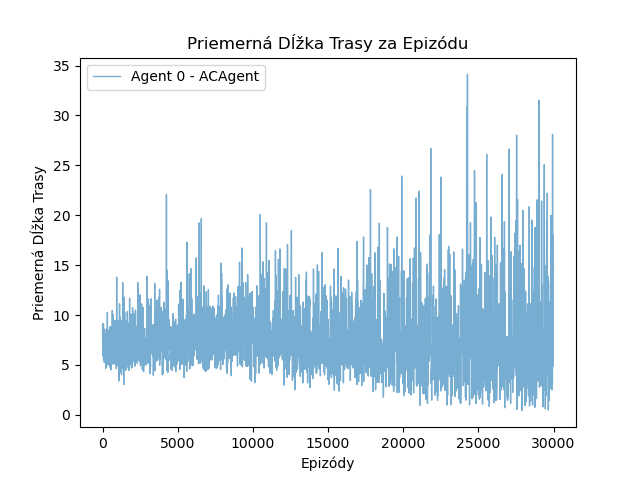 Priemerná Dĺžka Trasy za Epizódu
Agent 0 - ACAgent
Priemerná Dĺžka Trasy
35
30
25
20
15
10
5
0
0 5000 10000 15000 20000 25000 30000
Epizódy